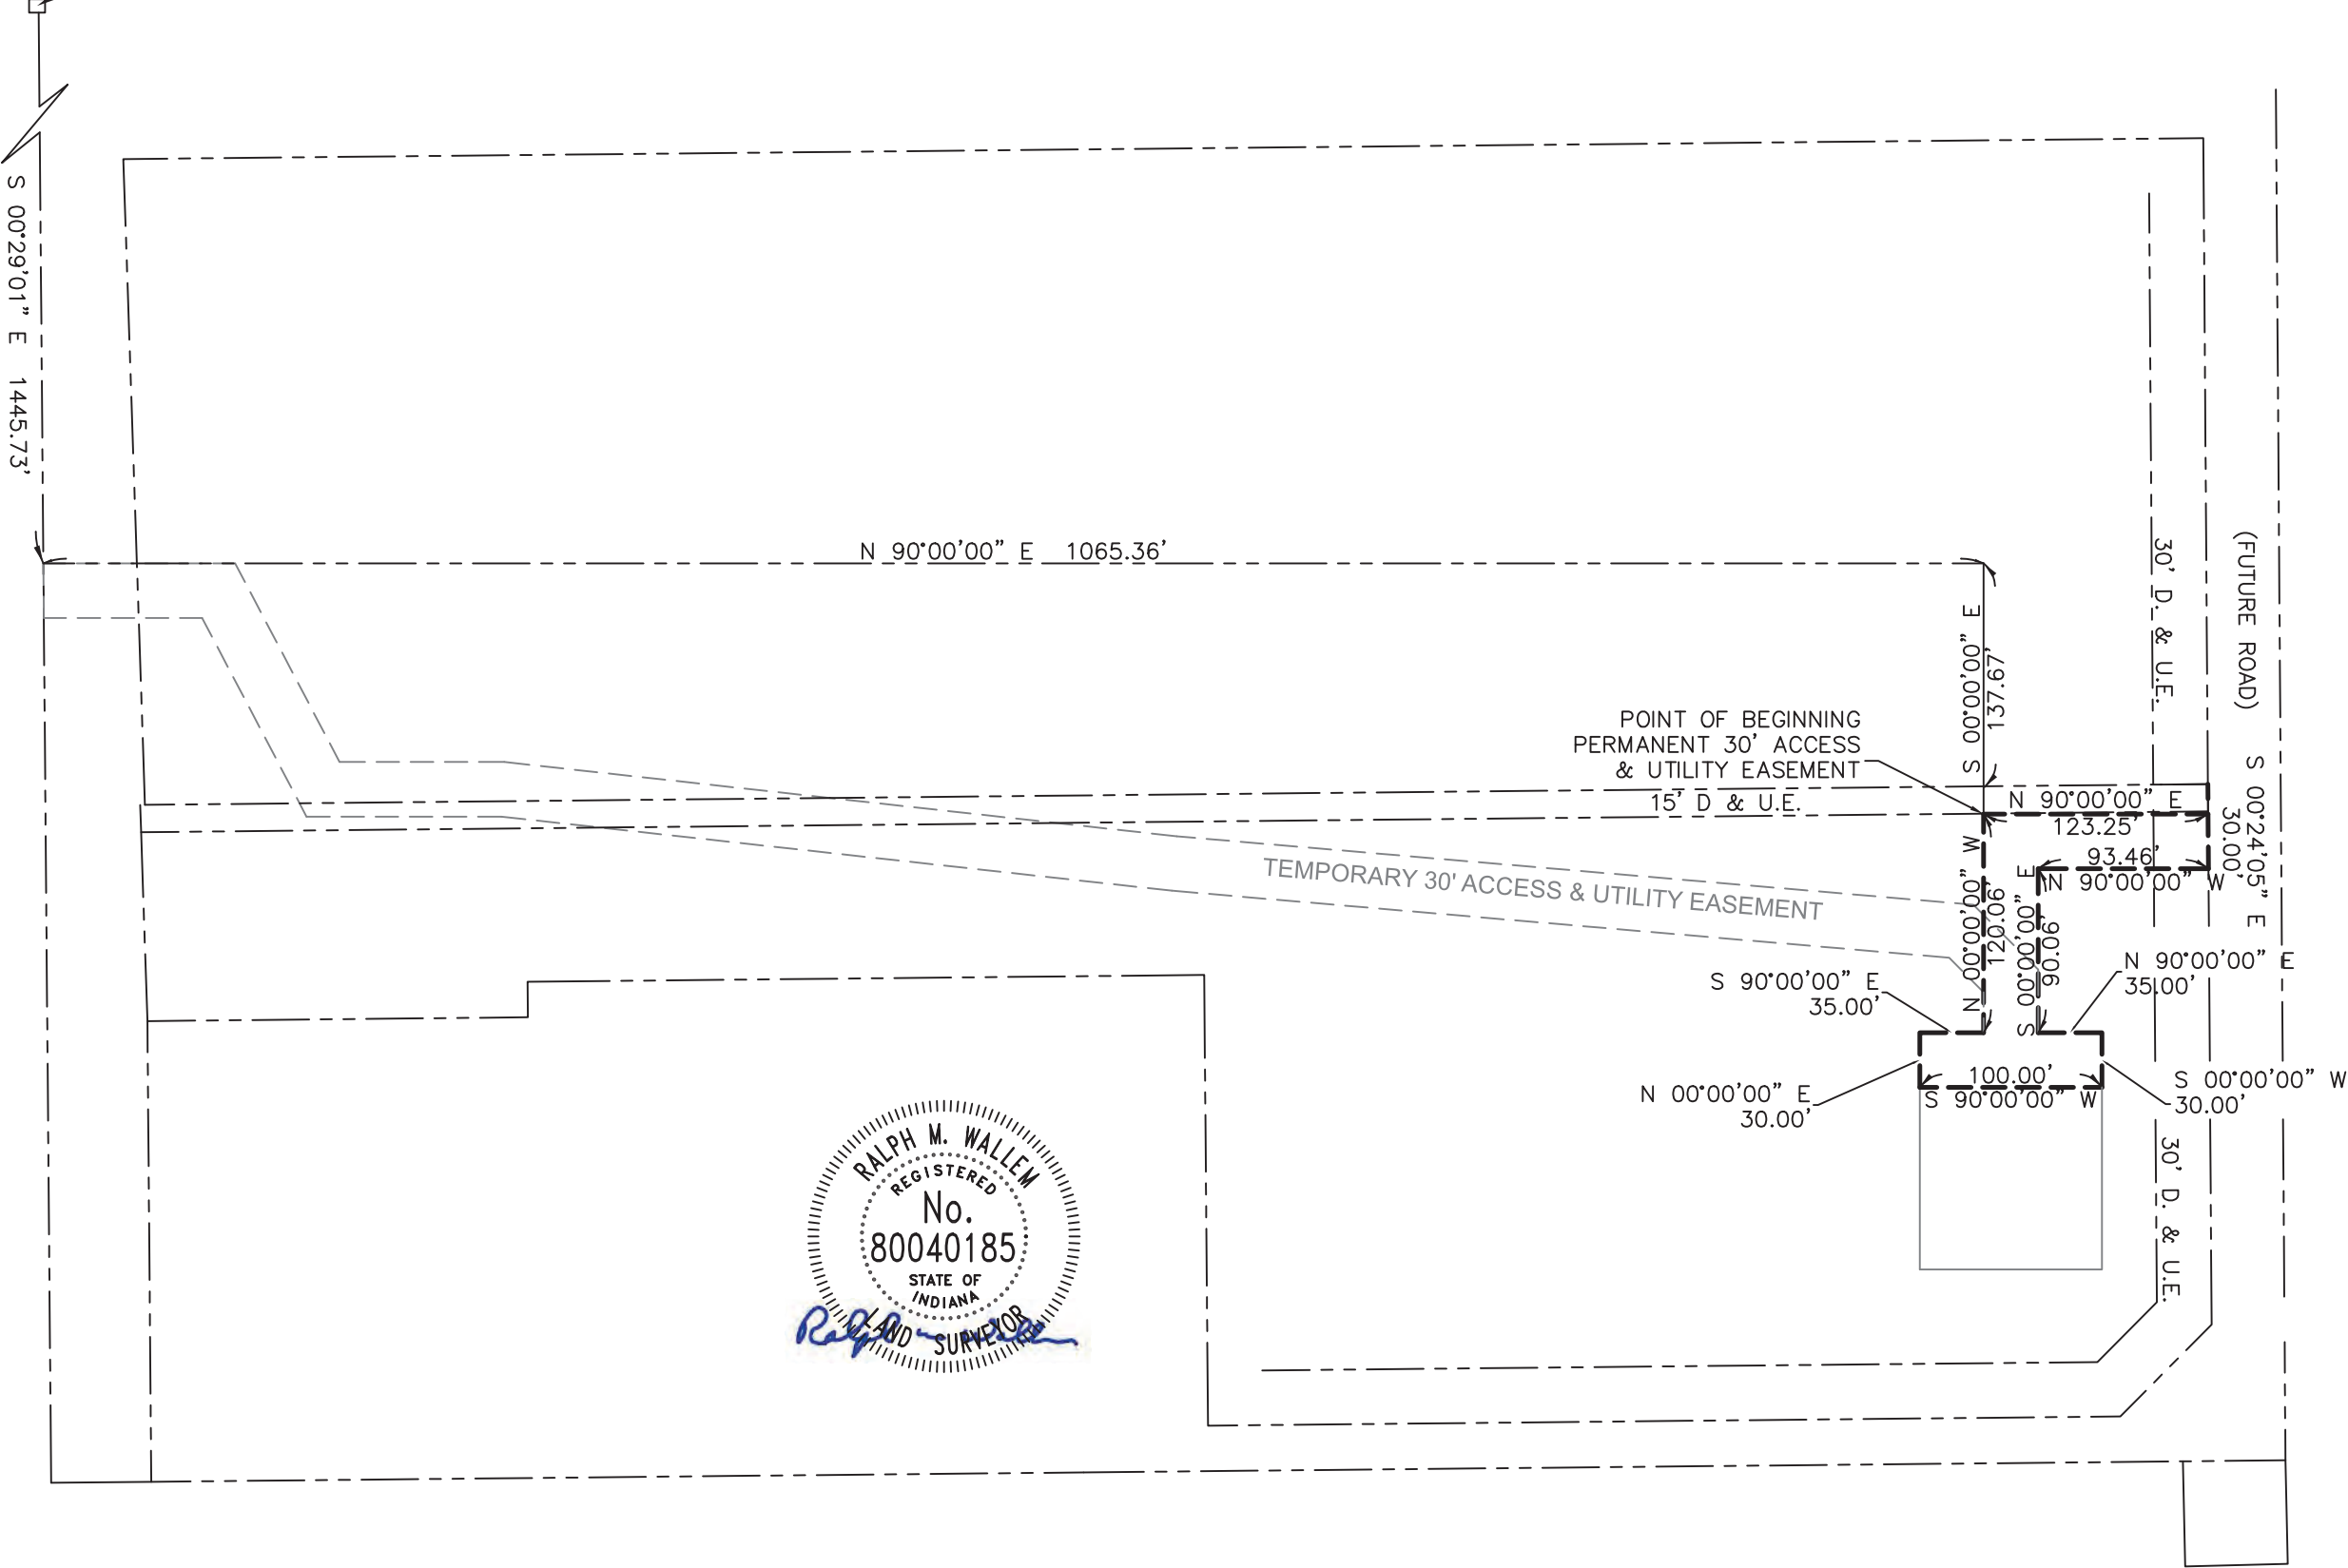 S 00°29'01" E 1445.73'
N 90°00'00" E 1065.36'
S 00°00'00" E
137.67'
30' D. & U.E.
(FUTURE ROAD)
S 00°24'05" E
30.00'
POINT OF BEGINNING
PERMANENT 30' ACCESS
& UTILITY EASEMENT
15' D & U.E.
N 90°00'00" E
123.25'
93.46'
N 90°00'00" W
TEMPORARY 30' ACCESS & UTILITY EASEMENT
N 00°00'00" W
120.06'
S 00°00'00" E
90.06'
N 90°00'00" E
35.00'
S 90°00'00" E
35.00'
100.00'
S 90°00'00" W
S 00°00'00" W
30.00'
N 00°00'00" E
30.00'
30' D. & U.E.
RALPH M. WALLEM
REGISTERED
No.
80040185
STATE OF
INDIANA
LAND SURVEYOR